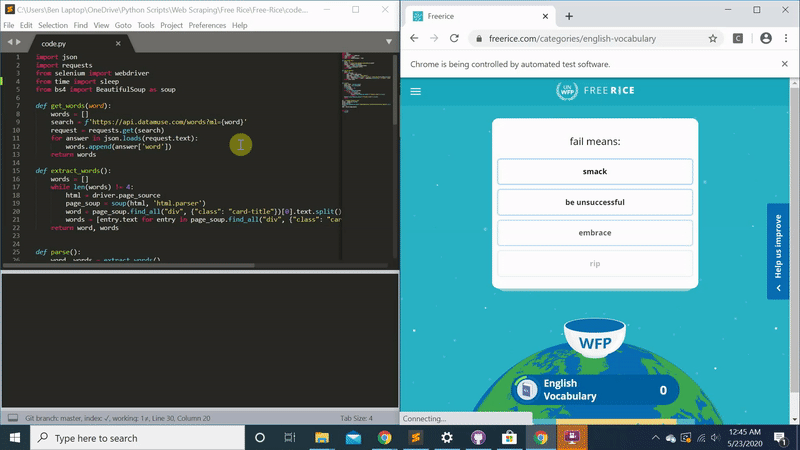 C:\Users\Ben Laptop\OneDrive\Python Scripts\Web Scraping\Free Rice\Free-Rice\code...
File Edit Selection Find View Goto Tools Project Preferences
code.py
1 import json
2 import requests
3 from selenium import webdriver
4 from time import sleep
5 from bs4 import BeautifulSoup as soup
6
7 def get_words(word):
8 words = []
9 search = f'https://api.datamuse.com/words?ml={word}'
10 request = requests.get(search)
11 for answer in json.loads(request.text):
12 words.append(answer['word'])
13 return words
14
15 def extract_words():
16 words = []
17 while len(words) != 4:
18 html = driver.page_source
19 page_soup = soup(html, 'html.parser')
20 word = page_soup.find_all("div", {"class": "card-title"})[0].text.split()
21 words = [entry.text for entry in page_soup.find_all("div", {"class": "car
22 return word, words
23
24
25 def parse():
26 word, words = extract_words()
Git branch: master, index: ✓, working: 1≠, Line 30, Column 20
Tab Size: 4
Python
Freerice
freerice.com/categories/english-vocabulary
Chrome is being controlled by automated test software.
UN WFP FREE RICE
fail means:
smack
be unsuccessful
embrace
rip
Help us improve
WFP
English Vocabulary 0
Connecting...
Type here to search
12:45 AM
5/23/2020